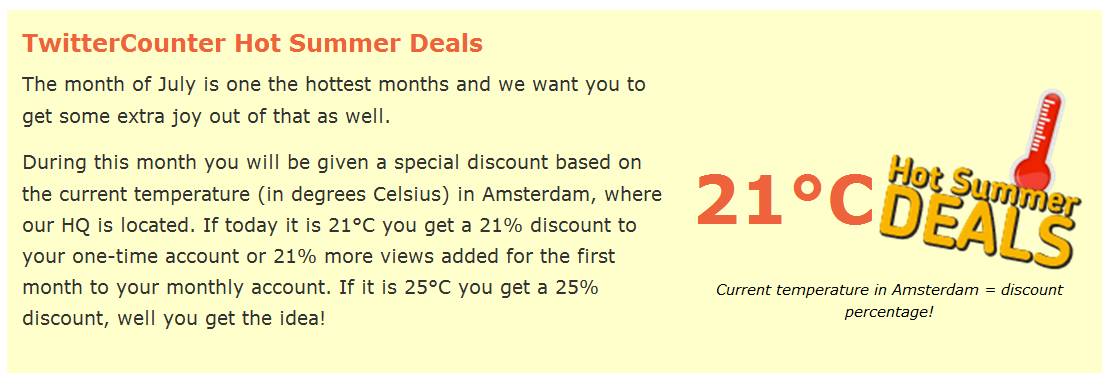 TwitterCounter Hot Summer Deals
The month of July is one the hottest months and we want you to
get some extra joy out of that as well.
During this month you will be given a special discount based on
the current temperature (in degrees Celsius) in Amsterdam, where
our HQ is located. If today it is 21°C you get a 21% discount to
your one-time account or 21% more views added for the first
month to your monthly account. If it is 25°C you get a 25%
discount, well you get the idea!
21°C
Hot Summer
DEALS
Current temperature in Amsterdam = discount
percentage!